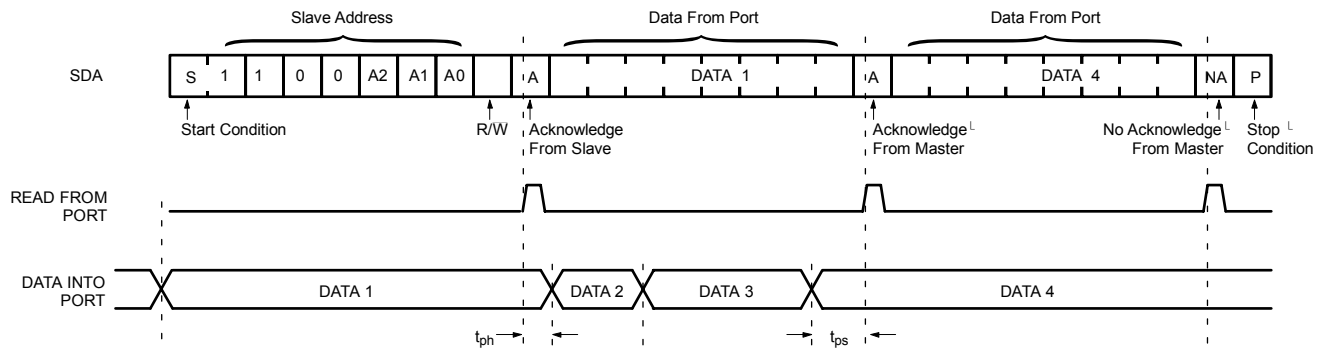 Slave Address
Data From Port
Data From Port
SDA
S 1 1 0 0 A2 A1 A0 A DATA 1 A DATA 4 NA P
Start Condition
R/W̅
Acknowledge
From Slave
Acknowledge
From Master
No Acknowledge
From Master
Stop
Condition
READ FROM
PORT
DATA INTO
PORT
DATA 1
DATA 2
DATA 3
DATA 4
tph
tps